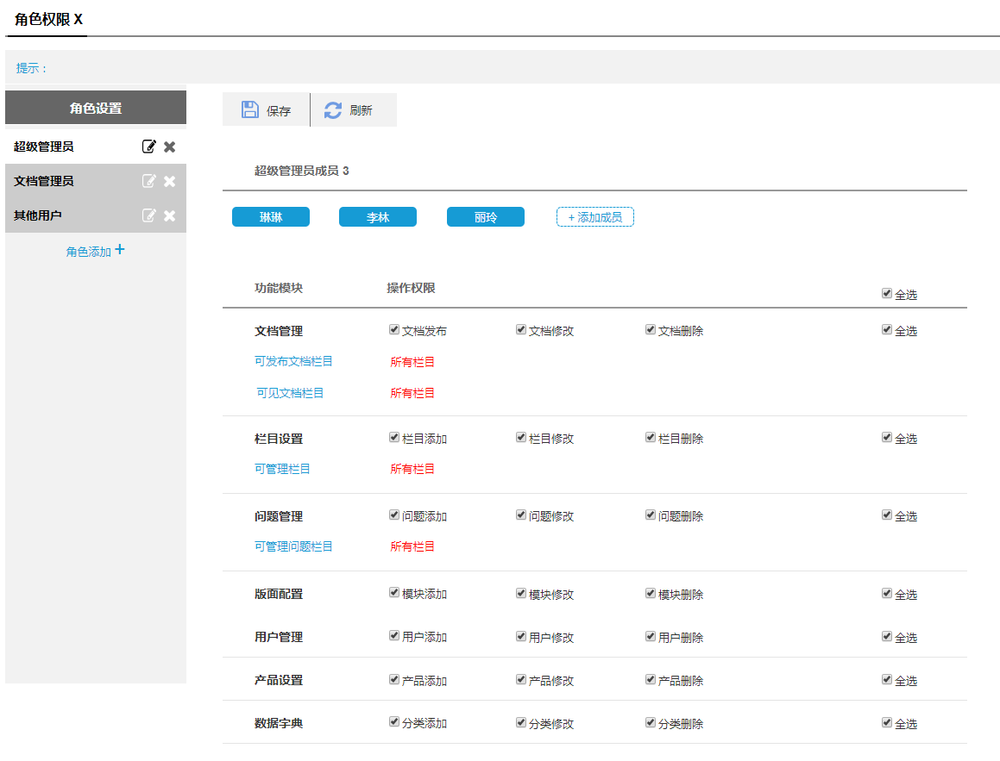 角色权限 X
提示：
角色设置
超级管理员
文档管理员
其他用户
角色添加 +
保存 刷新
超级管理员成员 3
琳琳 李林 丽玲 + 添加成员
功能模块 操作权限 全选
文档管理 文档发布 文档修改 文档删除 全选
可发布文档栏目 所有栏目
可见文档栏目 所有栏目
栏目设置 栏目添加 栏目修改 栏目删除 全选
可管理栏目 所有栏目
问题管理 问题添加 问题修改 问题删除 全选
可管理问题栏目 所有栏目
版面配置 模块添加 模块修改 模块删除 全选
用户管理 用户添加 用户修改 用户删除 全选
产品设置 产品添加 产品修改 产品删除 全选
数据字典 分类添加 分类修改 分类删除 全选